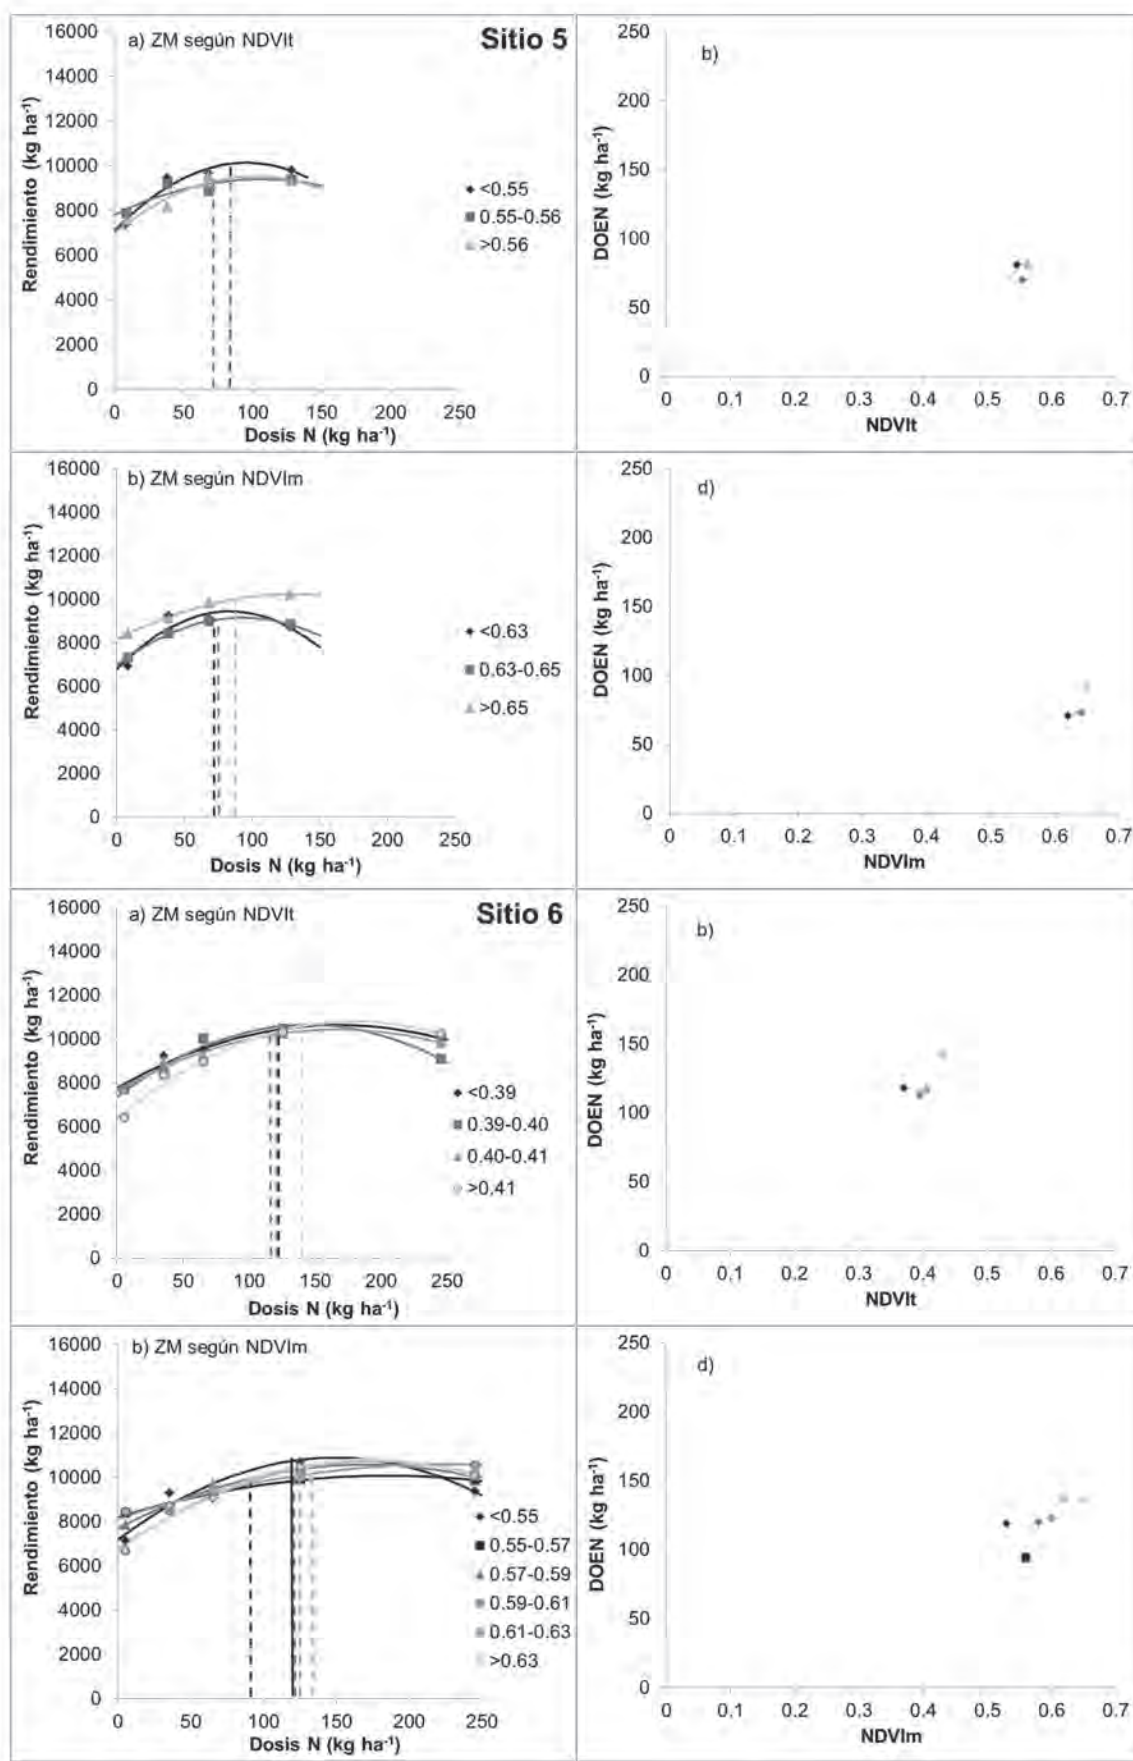 a) ZM según NDVIt
Sitio 5
Rendimiento (kg ha-1)
16000
14000
12000
10000
8000
6000
4000
2000
0
0 50 100 150 200 250
Dosis N (kg ha-1)
<0.55
0.55-0.56
>0.56
b)
DOEN (kg ha-1)
250
200
150
100
50
0
0 0.1 0.2 0.3 0.4 0.5 0.6 0.7
NDVIt
b) ZM según NDVIm
Rendimiento (kg ha-1)
16000
14000
12000
10000
8000
6000
4000
2000
0
0 50 100 150 200 250
Dosis N (kg ha-1)
<0.63
0.63-0.65
>0.65
d)
DOEN (kg ha-1)
250
200
150
100
50
0
0 0.1 0.2 0.3 0.4 0.5 0.6 0.7
NDVIm
a) ZM según NDVIt
Sitio 6
Rendimiento (kg ha-1)
16000
14000
12000
10000
8000
6000
4000
2000
0
0 50 100 150 200 250
Dosis N (kg ha-1)
<0.39
0.39-0.40
0.40-0.41
>0.41
b)
DOEN (kg ha-1)
250
200
150
100
50
0
0 0.1 0.2 0.3 0.4 0.5 0.6 0.7
NDVIt
b) ZM según NDVIm
Rendimiento (kg ha-1)
16000
14000
12000
10000
8000
6000
4000
2000
0
0 50 100 150 200 250
Dosis N (kg ha-1)
<0.55
0.55-0.57
0.57-0.59
0.59-0.61
0.61-0.63
>0.63
d)
DOEN (kg ha-1)
250
200
150
100
50
0
0 0.1 0.2 0.3 0.4 0.5 0.6 0.7
NDVIm